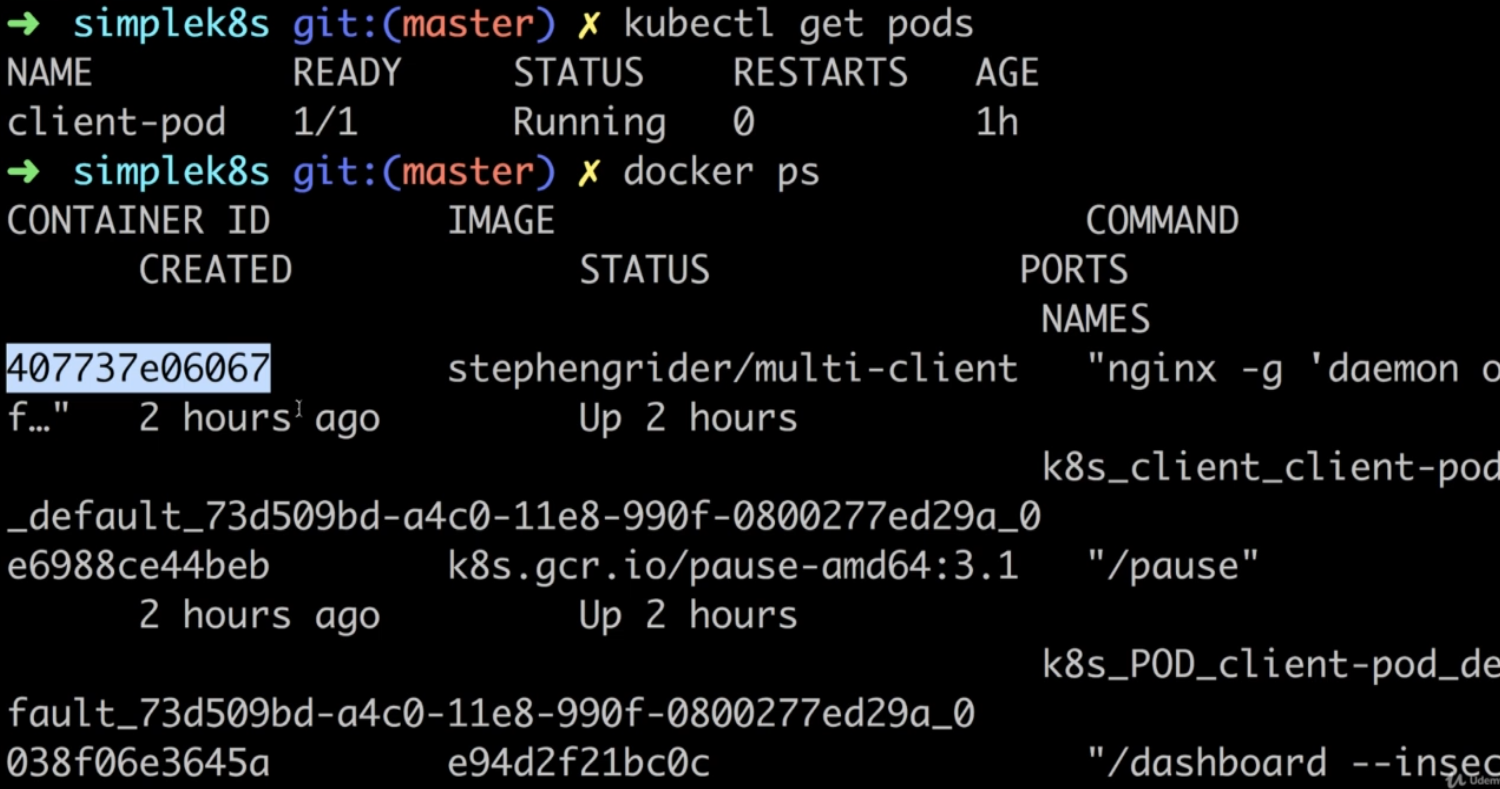 ➜ simplek8s git:(master) ✗ kubectl get pods
NAME READY STATUS RESTARTS AGE
client-pod 1/1 Running 0 1h
➜ simplek8s git:(master) ✗ docker ps
CONTAINER ID IMAGE COMMAND
CREATED STATUS PORTS
NAMES
407737e06067 stephengrider/multi-client "nginx -g 'daemon o
f…" 2 hours ago Up 2 hours
k8s_client_client-pod
_default_73d509bd-a4c0-11e8-990f-0800277ed29a_0
e6988ce44beb k8s.gcr.io/pause-amd64:3.1 "/pause"
2 hours ago Up 2 hours
k8s_POD_client-pod_de
fault_73d509bd-a4c0-11e8-990f-0800277ed29a_0
038f06e3645a e94d2f21bc0c "/dashboard --insec